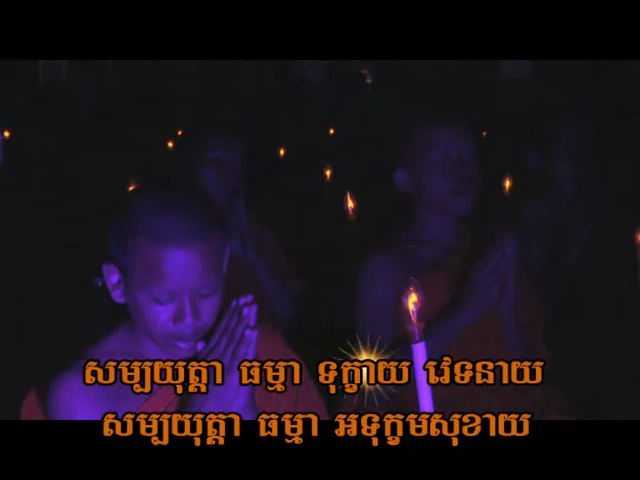 សម្បយុត្តា ធម្មា ទុក្ខាយ វេទនាយ
សម្បយុត្តា ធម្មា អទុក្ខមសុខាយ